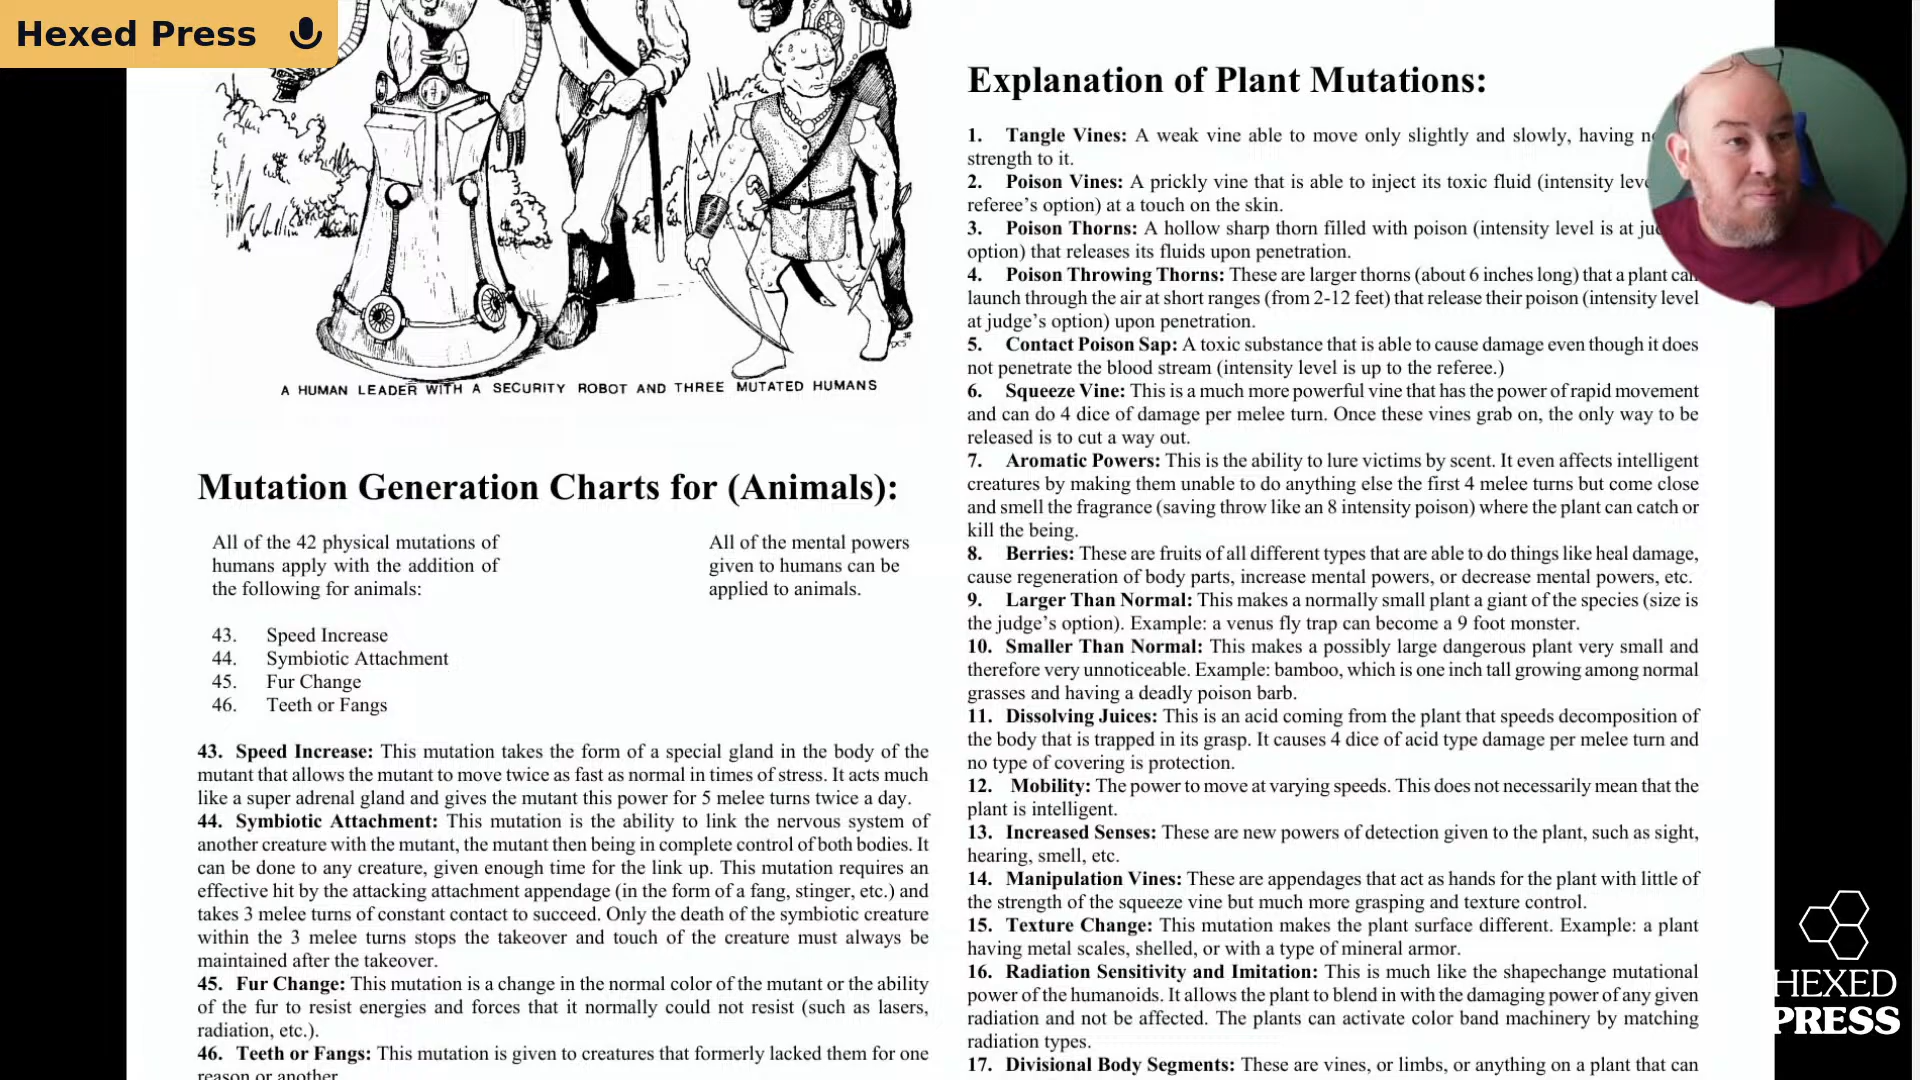 Hexed Press
A HUMAN LEADER WITH A SECURITY ROBOT AND THREE MUTATED HUMANS
Mutation Generation Charts for (Animals):
All of the 42 physical mutations of
humans apply with the addition of
the following for animals:
All of the mental powers
given to humans can be
applied to animals.
43. Speed Increase
44. Symbiotic Attachment
45. Fur Change
46. Teeth or Fangs
43. Speed Increase: This mutation takes the form of a special gland in the body of the
mutant that allows the mutant to move twice as fast as normal in times of stress. It acts much
like a super adrenal gland and gives the mutant this power for 5 melee turns twice a day.
44. Symbiotic Attachment: This mutation is the ability to link the nervous system of
another creature with the mutant, the mutant then being in complete control of both bodies. It
can be done to any creature, given enough time for the link up. This mutation requires an
effective hit by the attacking attachment appendage (in the form of a fang, stinger, etc.) and
takes 3 melee turns of constant contact to succeed. Only the death of the symbiotic creature
within the 3 melee turns stops the takeover and touch of the creature must always be
maintained after the takeover.
45. Fur Change: This mutation is a change in the normal color of the mutant or the ability
of the fur to resist energies and forces that it normally could not resist (such as lasers,
radiation, etc.).
46. Teeth or Fangs: This mutation is given to creatures that formerly lacked them for one
reason or another.
Explanation of Plant Mutations:
1. Tangle Vines: A weak vine able to move only slightly and slowly, having
strength to it.
2. Poison Vines: A prickly vine that is able to inject its toxic fluid (intensity
referee's option) at a touch on the skin.
3. Poison Thorns: A hollow sharp thorn filled with poison (intensity level is at
option) that releases its fluids upon penetration.
4. Poison Throwing Thorns: These are larger thorns (about 6 inches long) that a plant can
launch through the air at short ranges (from 2-12 feet) that release their poison (intensity level
at judge's option) upon penetration.
5. Contact Poison Sap: A toxic substance that is able to cause damage even though it does
not penetrate the blood stream (intensity level is up to the referee.)
6. Squeeze Vine: This is a much more powerful vine that has the power of rapid movement
and can do 4 dice of damage per melee turn. Once these vines grab on, the only way to be
released is to cut a way out.
7. Aromatic Powers: This is the ability to lure victims by scent. It even affects intelligent
creatures by making them unable to do anything else the first 4 melee turns but come close
and smell the fragrance (saving throw like an 8 intensity poison) where the plant can catch or
kill the being.
8. Berries: These are fruits of all different types that are able to do things like heal damage,
cause regeneration of body parts, increase mental powers, or decrease mental powers, etc.
9. Larger Than Normal: This makes a normally small plant a giant of the species (size is
the judge's option). Example: a venus fly trap can become a 9 foot monster.
10. Smaller Than Normal: This makes a possibly large dangerous plant very small and
therefore very unnoticeable. Example: bamboo, which is one inch tall growing among normal
grasses and having a deadly poison barb.
11. Dissolving Juices: This is an acid coming from the plant that speeds decomposition of
the body that is trapped in its grasp. It causes 4 dice of acid type damage per melee turn and
no type of covering is protection.
12. Mobility: The power to move at varying speeds. This does not necessarily mean that the
plant is intelligent.
13. Increased Senses: These are new powers of detection given to the plant, such as sight,
hearing, smell, etc.
14. Manipulation Vines: These are appendages that act as hands for the plant with little of
the strength of the squeeze vine but much more grasping and texture control.
15. Texture Change: This mutation makes the plant surface different. Example: a plant
having metal scales, shelled, or with a type of mineral armor.
16. Radiation Sensitivity and Imitation: This is much like the shapechange mutational
power of the humanoids. It allows the plant to blend in with the damaging power of any given
radiation and not be affected. The plants can activate color band machinery by matching
radiation types.
17. Divisional Body Segments: These are vines, or limbs, or anything on a plant that can
HEXED
PRESS